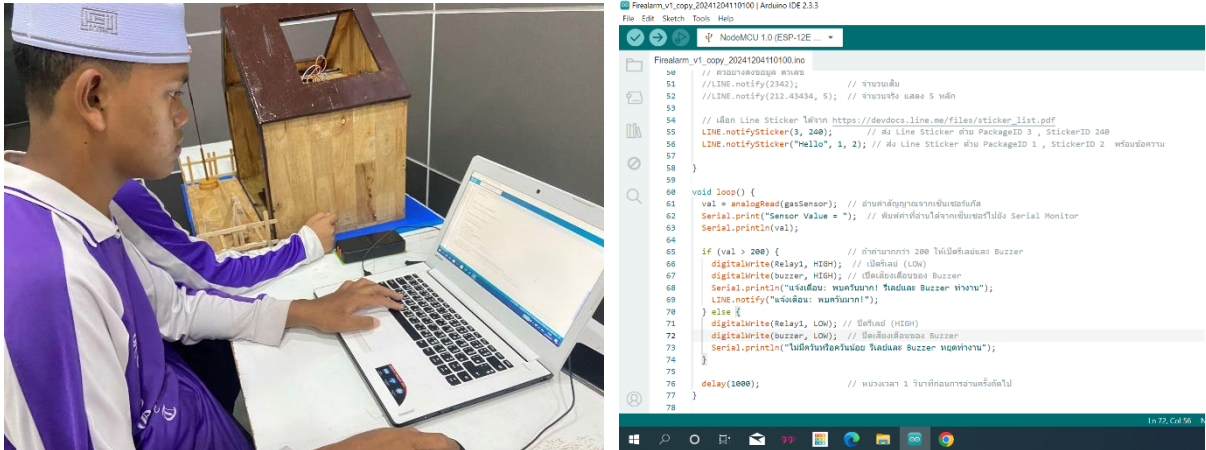 Firealarm_v1_copy_20241204110100 | Arduino IDE 2.3.3
File Edit Sketch Tools Help
NodeMCU 1.0 (ESP-12E ...
Firealarm_v1_copy_20241204110100.ino
50 // ตัวอย่างส่งข้อมูล ตัวเลข
51 //LINE.notify(2342); // จำนวนเต็ม
52 //LINE.notify(212.43434, 5); // จำนวนจริง แสดง 5 หลัก
53
54 // เลือก Line Sticker ได้จาก https://devdocs.line.me/files/sticker_list.pdf
55 LINE.notifySticker(3, 240); // ส่ง Line Sticker ด้วย PackageID 3 , StickerID 240
56 LINE.notifySticker("Hello", 1, 2); // ส่ง Line Sticker ด้วย PackageID 1 , StickerID 2 พร้อมข้อความ
57
58 }
59
60 void loop() {
61 val = analogRead(gasSensor); // อ่านค่าสัญญาณจากเซ็นเซอร์แก๊ส
62 Serial.print("Sensor Value = "); // พิมพ์ค่าที่อ่านได้จากเซ็นเซอร์ไปยัง Serial Monitor
63 Serial.println(val);
64
65 if (val > 200) { // ถ้าค่ามากกว่า 200 ให้เปิดรีเลย์และ Buzzer
66 digitalWrite(Relay1, HIGH); // เปิดรีเลย์ (LOW)
67 digitalWrite(buzzer, HIGH); // เปิดเสียงเตือนของ Buzzer
68 Serial.println("แจ้งเตือน: พบควันมาก! รีเลย์และ Buzzer ทำงาน");
69 LINE.notify("แจ้งเตือน: พบควันมาก!");
70 } else {
71 digitalWrite(Relay1, LOW); // ปิดรีเลย์ (HIGH)
72 digitalWrite(buzzer, LOW); // ปิดเสียงเตือนของ Buzzer
73 Serial.println("ไม่มีควันหรือควันน้อย รีเลย์และ Buzzer หยุดทำงาน");
74 }
75
76 delay(1000); // หน่วงเวลา 1 วินาทีก่อนการอ่านครั้งถัดไป
77 }
78
Ln 72, Col 56